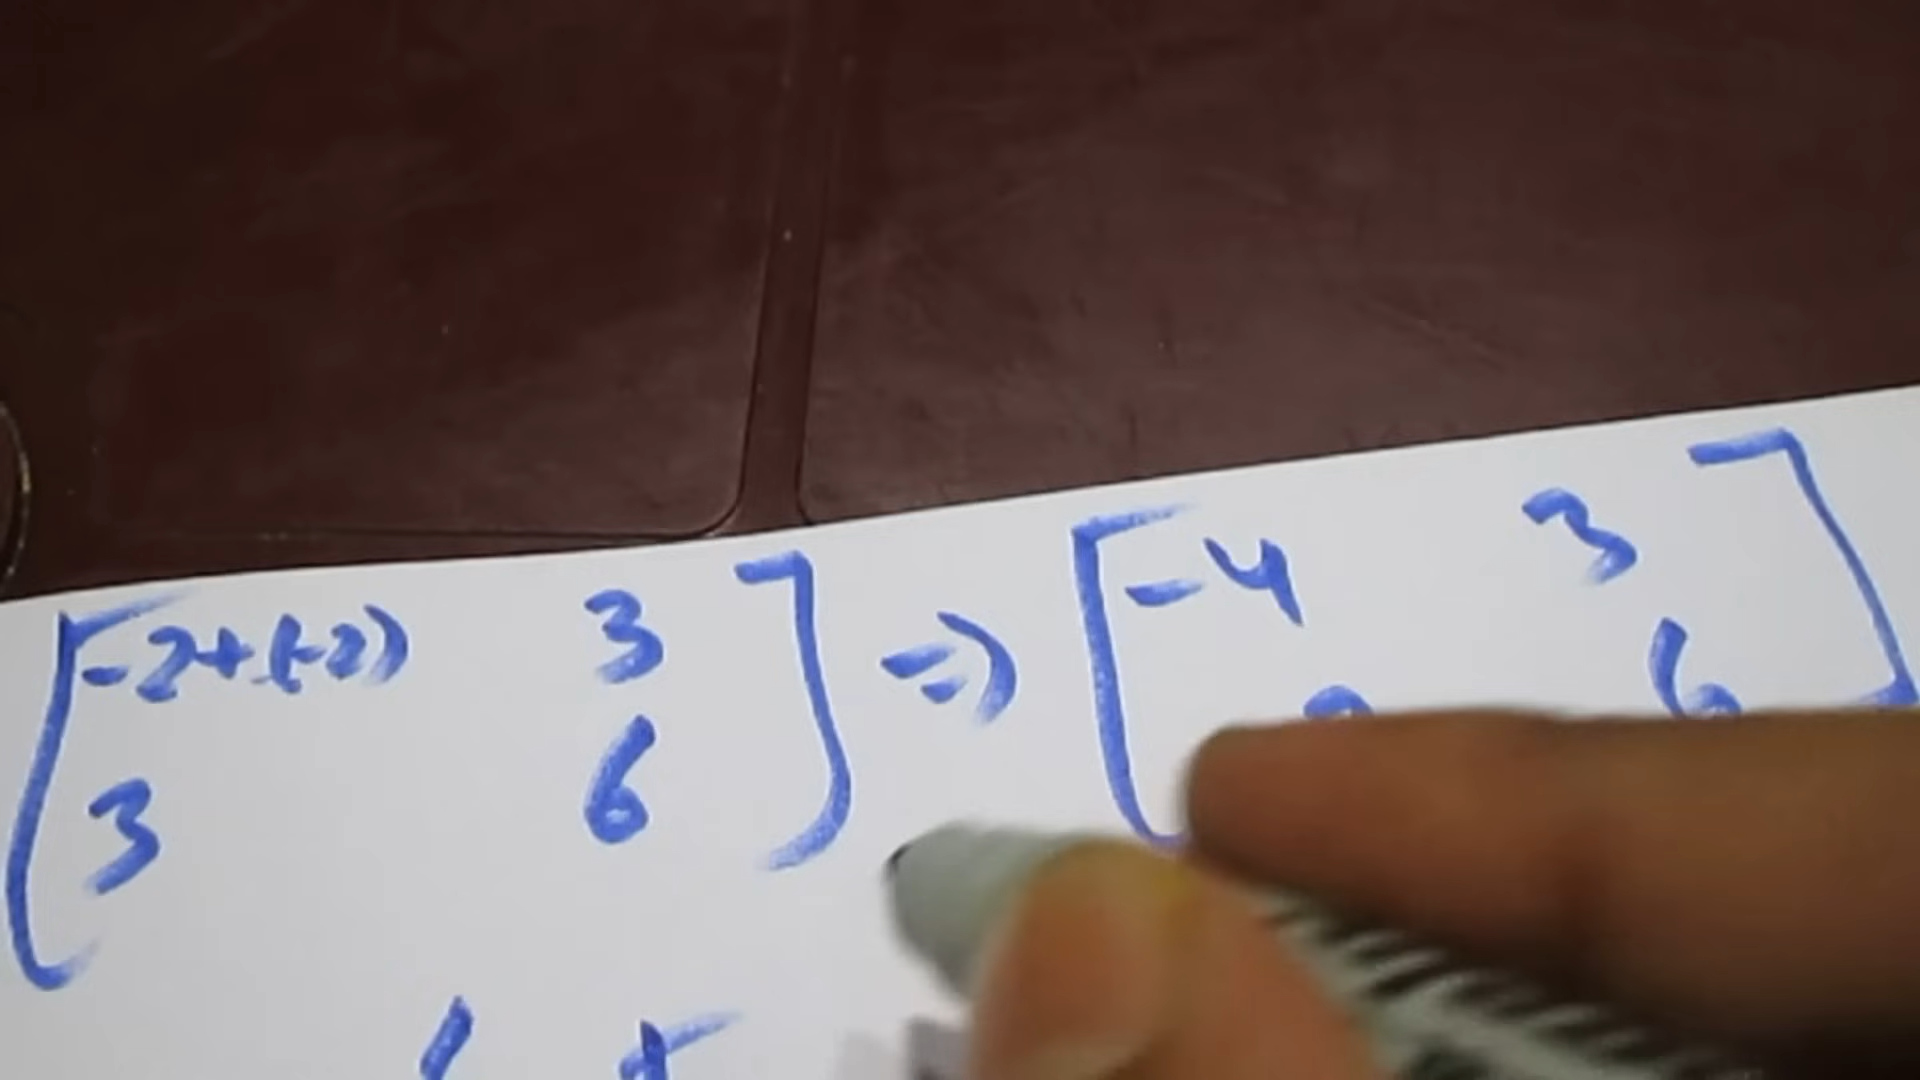 [ -2+(-2) 3 ] => [ -4 3 ]
[ 3 6 ] [ 6 ]